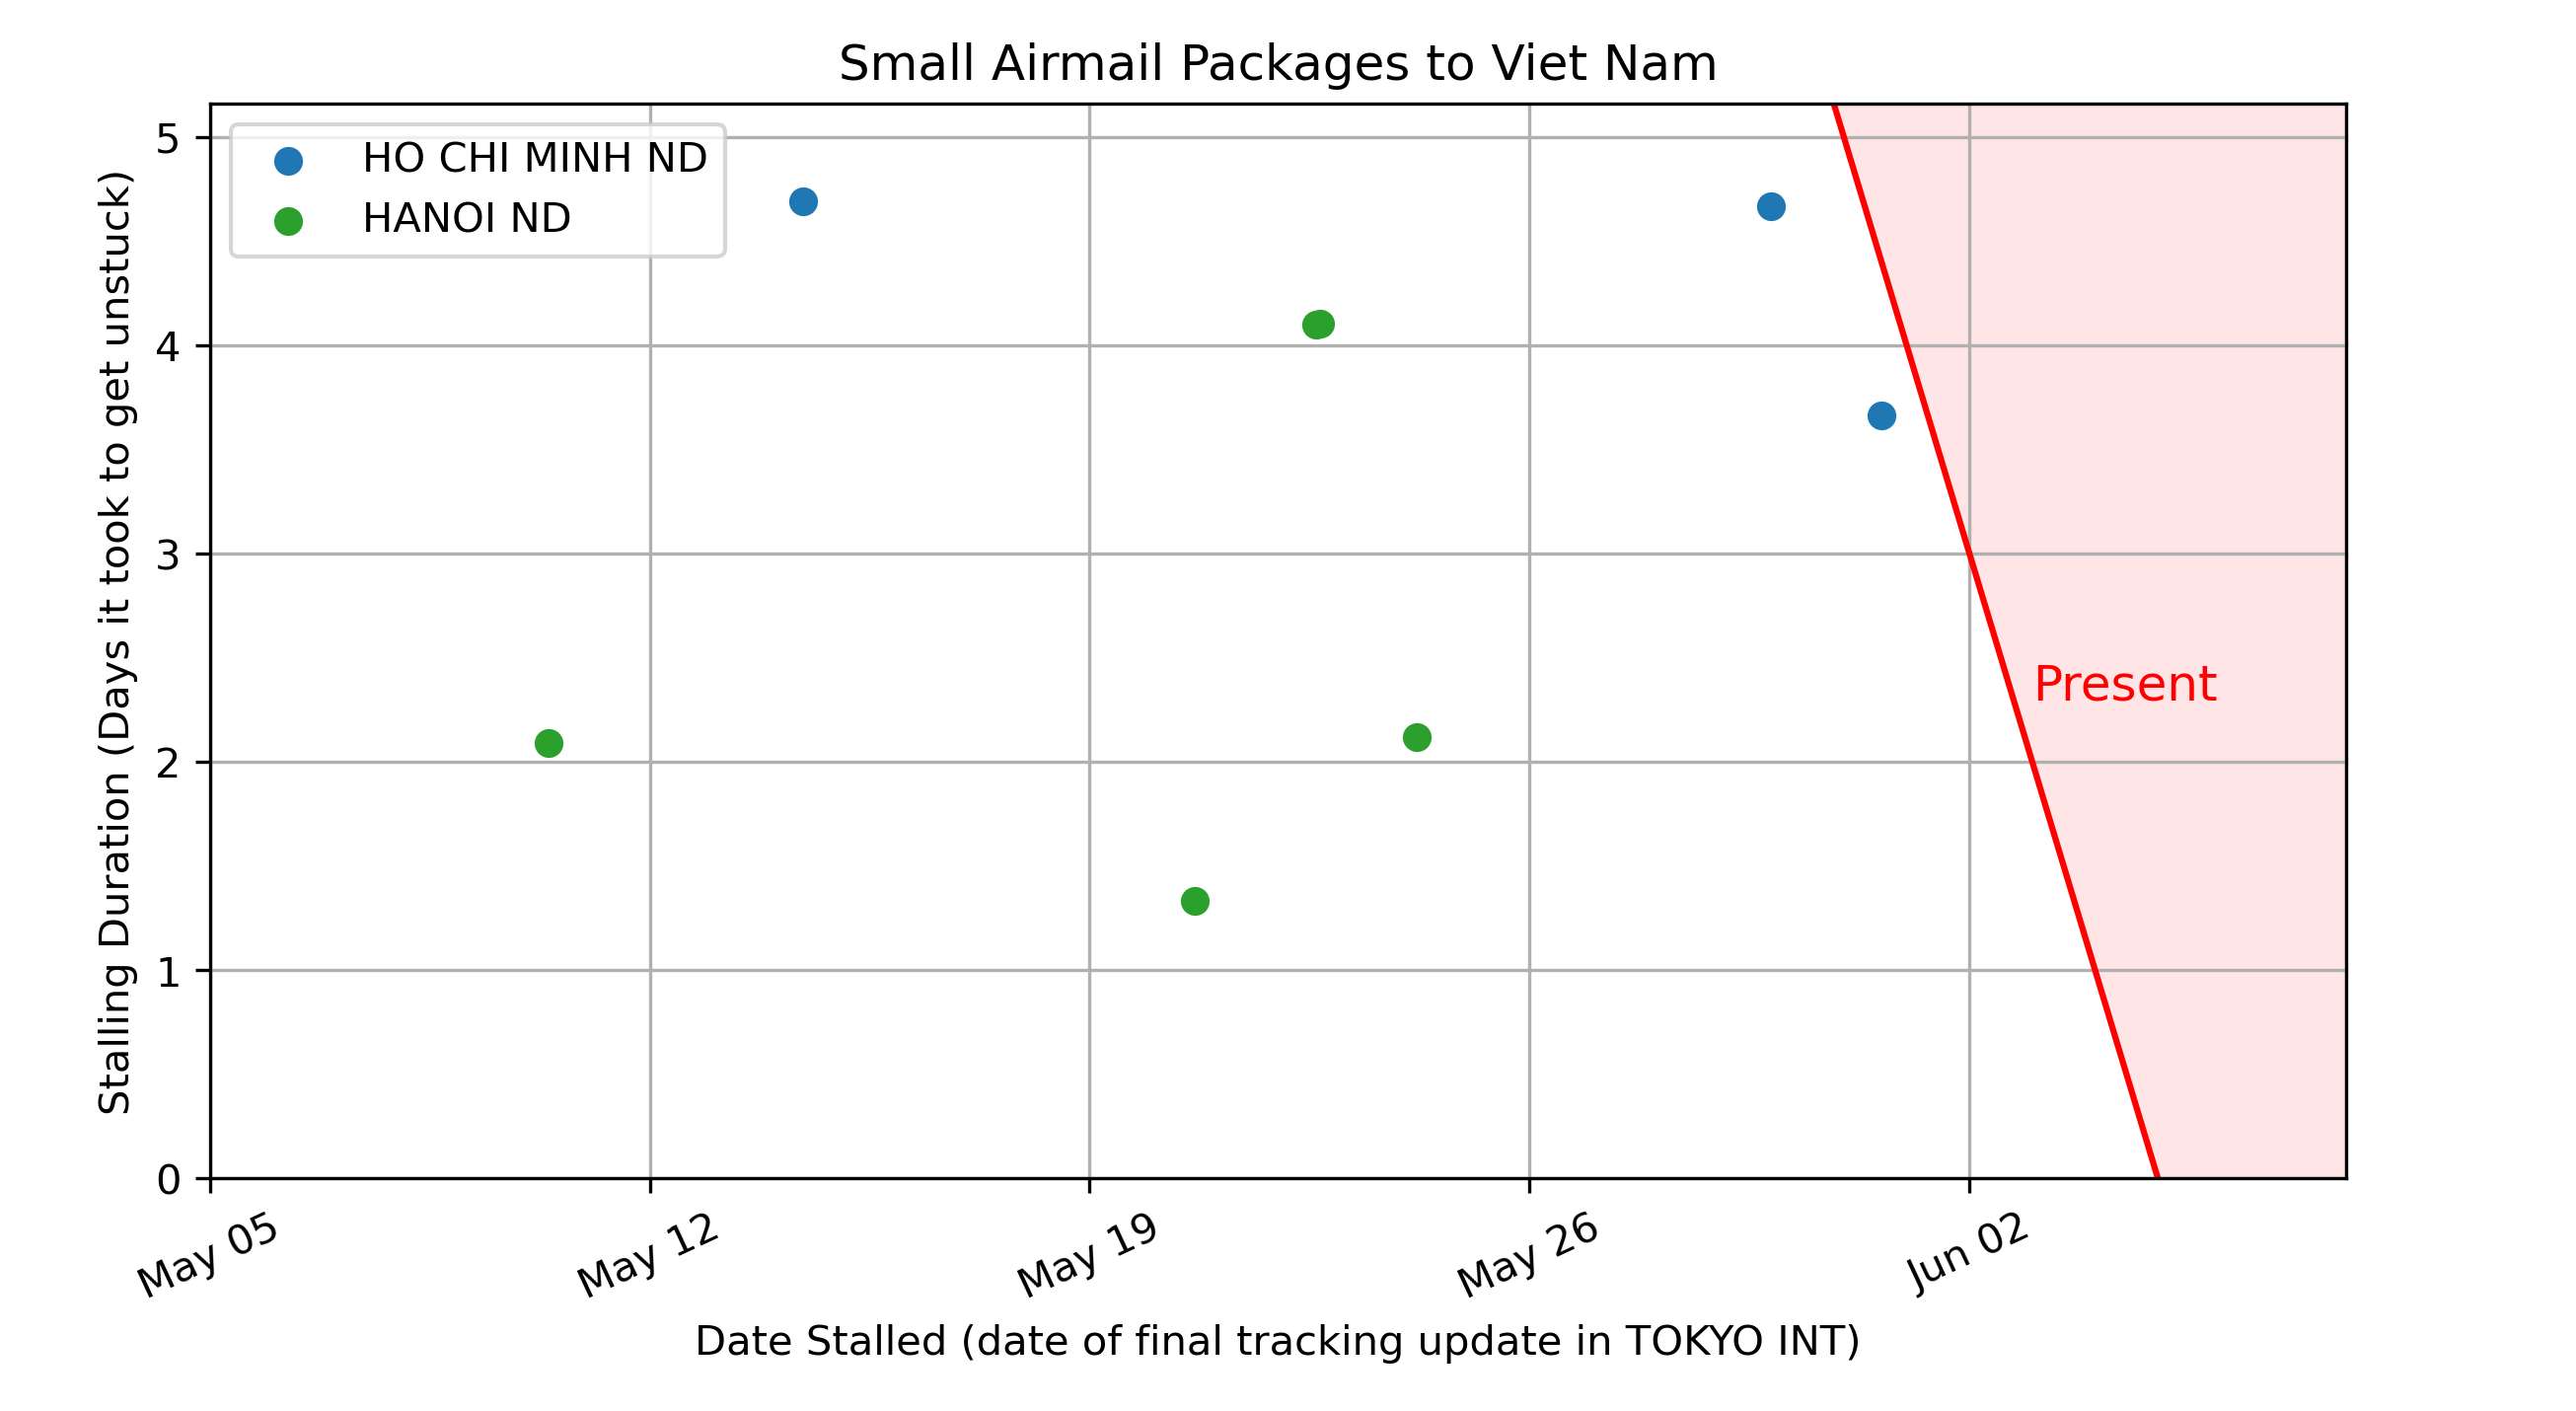 Small Airmail Packages to Viet Nam
HO CHI MINH ND
HANOI ND
Stalling Duration (Days it took to get unstuck)
5
4
3
2
1
0
Present
May 05
May 12
May 19
May 26
Jun 02
Date Stalled (date of final tracking update in TOKYO INT)